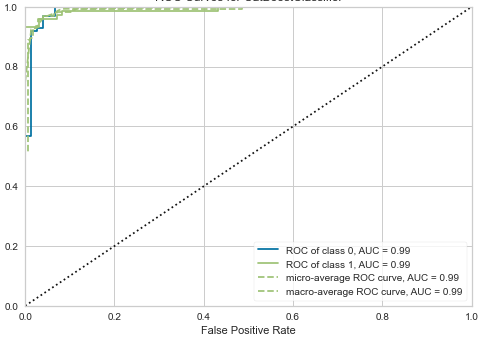 1.0
0.8
0.6
0.4
0.2
0.0
0.0 0.2 0.4 0.6 0.8 1.0
False Positive Rate
ROC of class 0, AUC = 0.99
ROC of class 1, AUC = 0.99
micro-average ROC curve, AUC = 0.99
macro-average ROC curve, AUC = 0.99